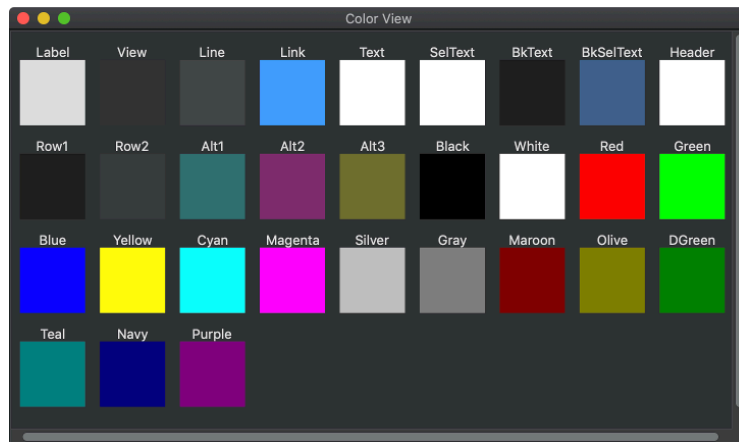 Color View
Label View Line Link Text SelText BkText BkSelText Header
Row1 Row2 Alt1 Alt2 Alt3 Black White Red Green
Blue Yellow Cyan Magenta Silver Gray Maroon Olive DGreen
Teal Navy Purple